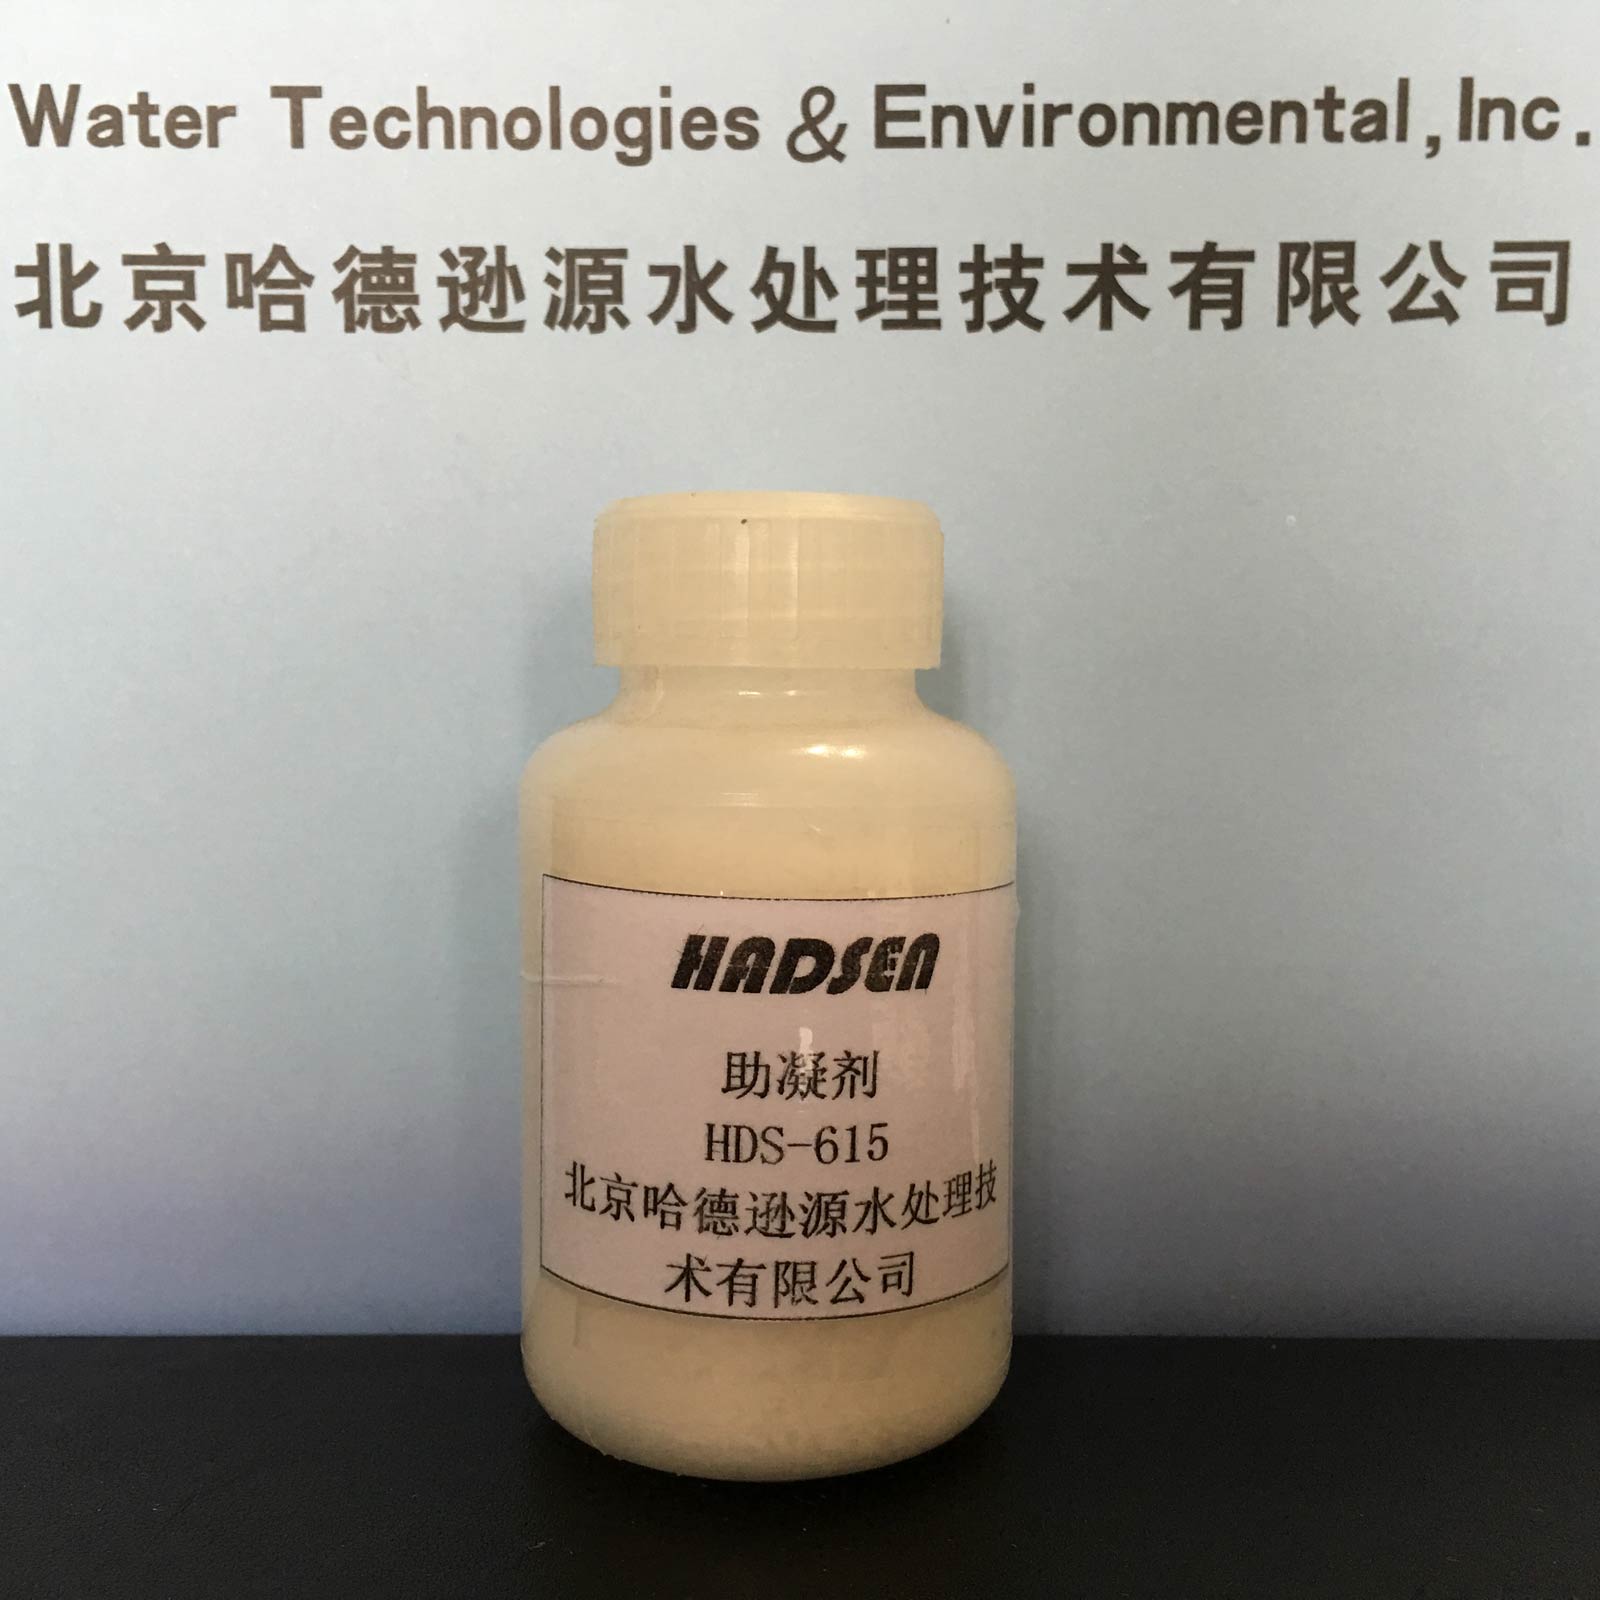 Water Technologies & Environmental, Inc.
北京哈德逊源水处理技术有限公司
HADSEN
助凝剂
HDS-615
北京哈德逊源水处理技
术有限公司